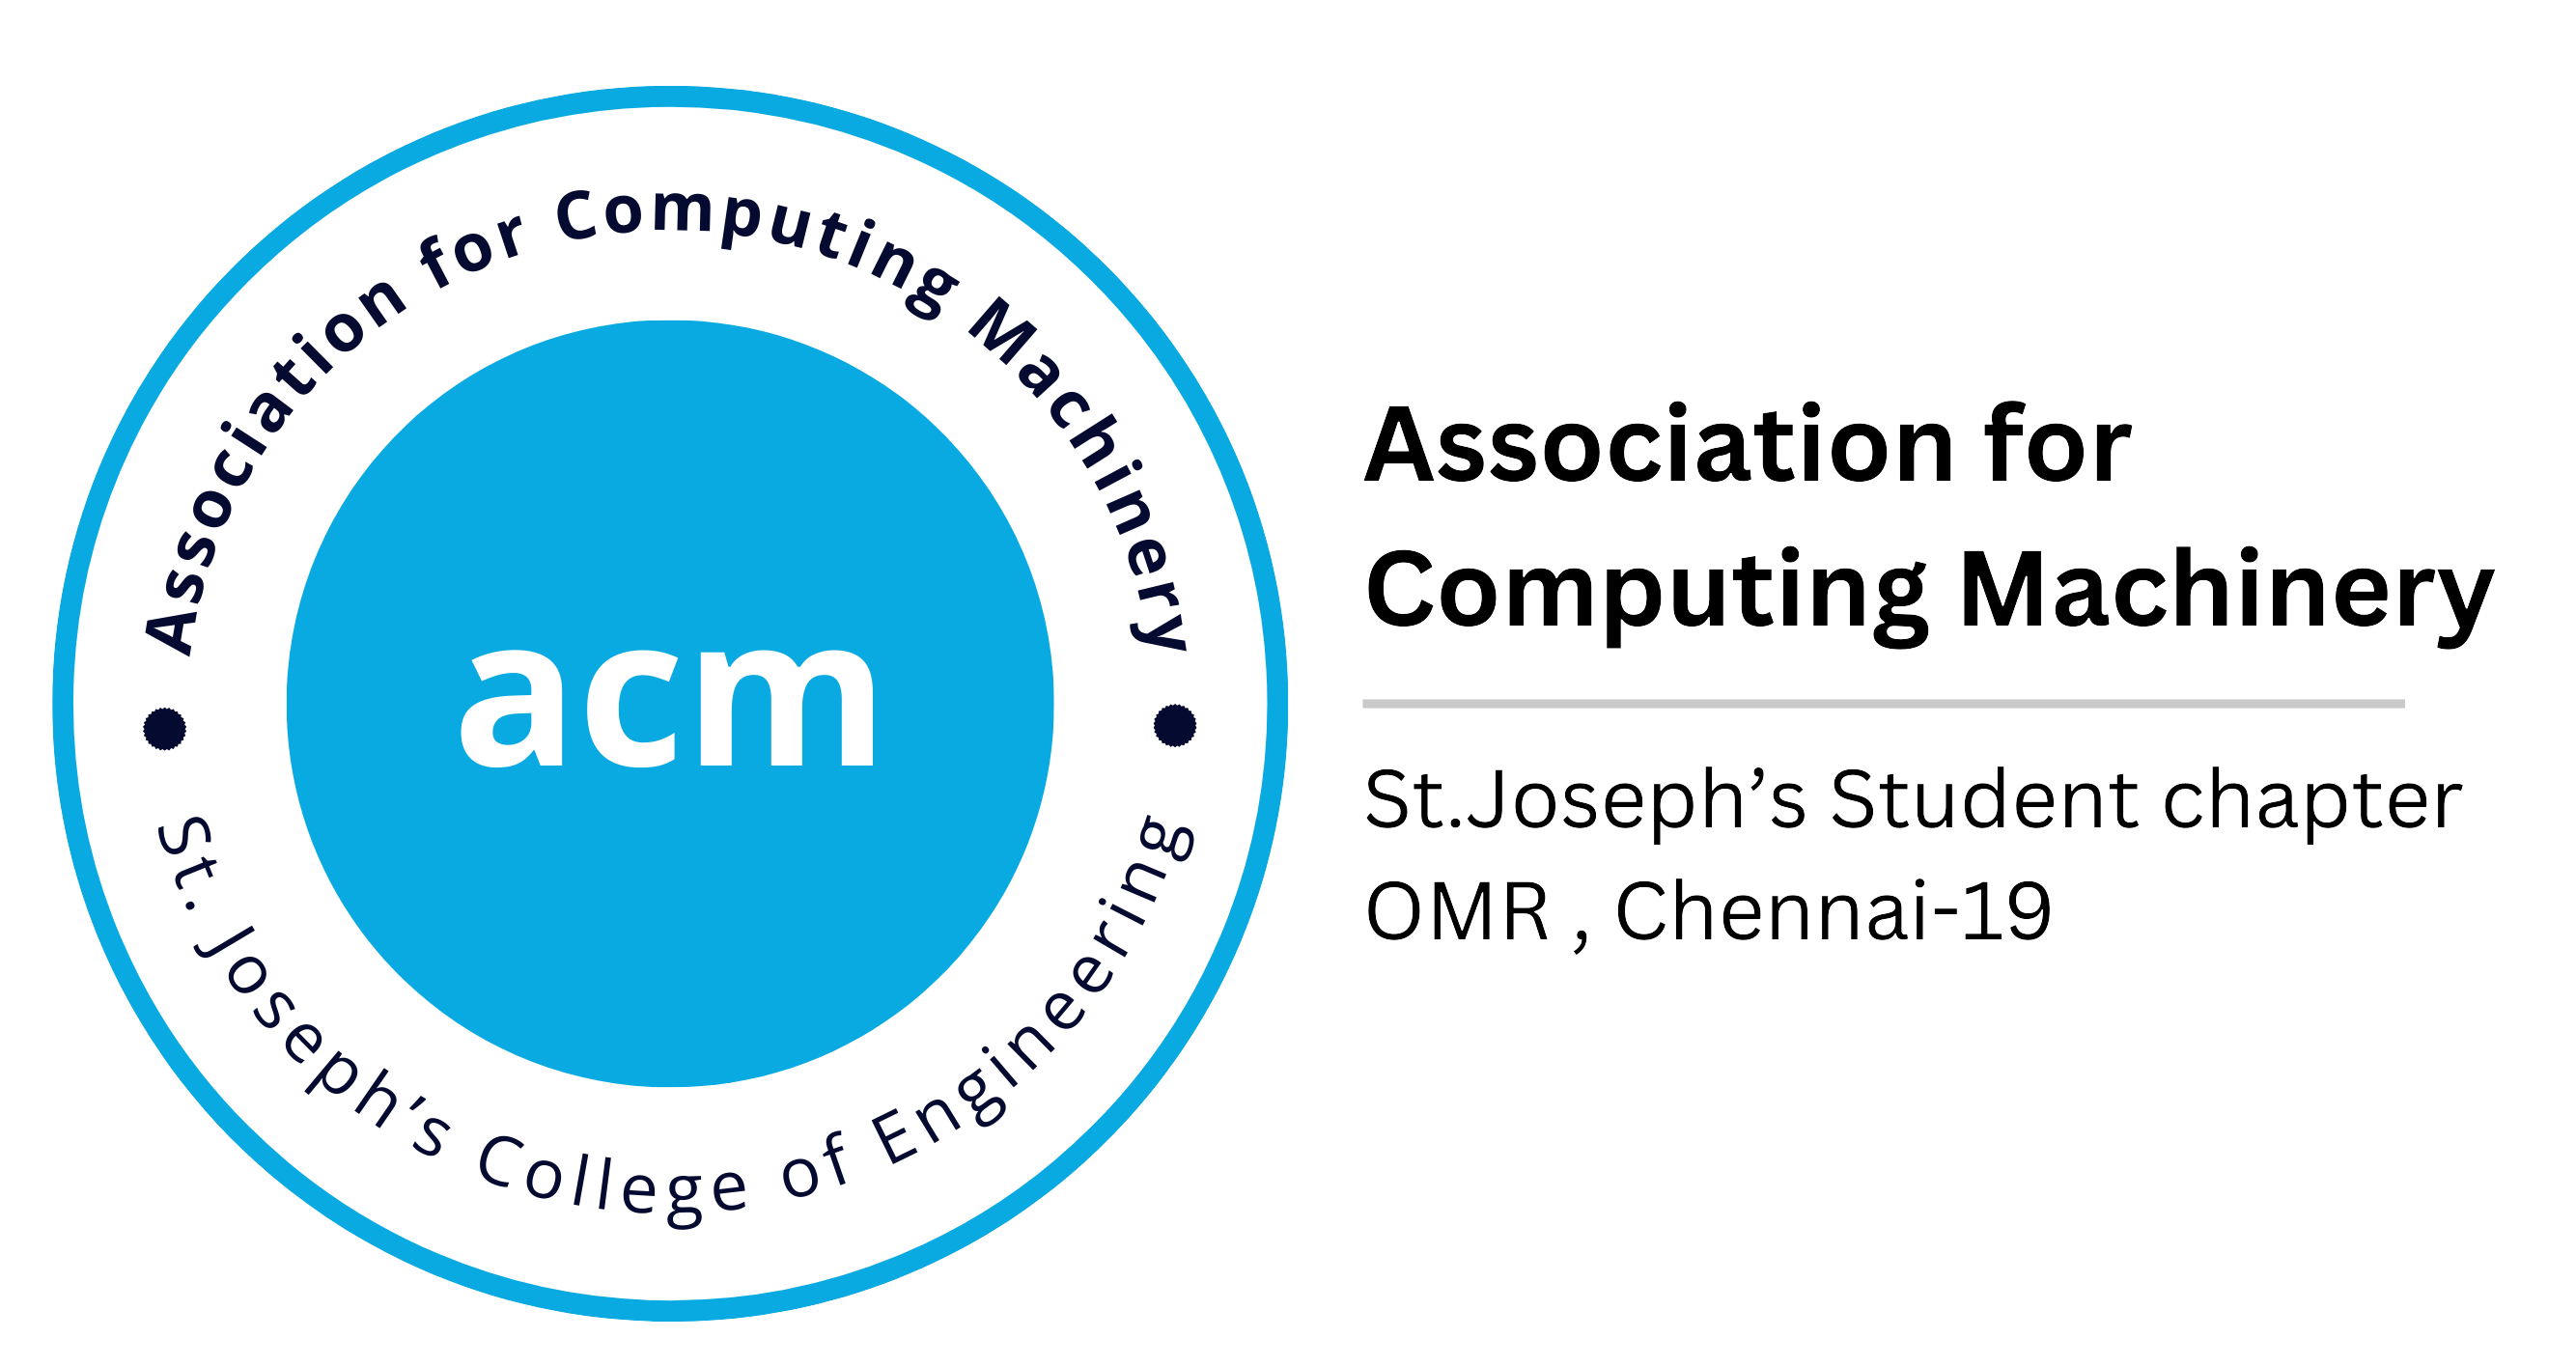 Association for Computing Machinery
acm
St. Joseph’s College of Engineering
Association for
Computing Machinery
St.Joseph’s Student chapter
OMR , Chennai-19